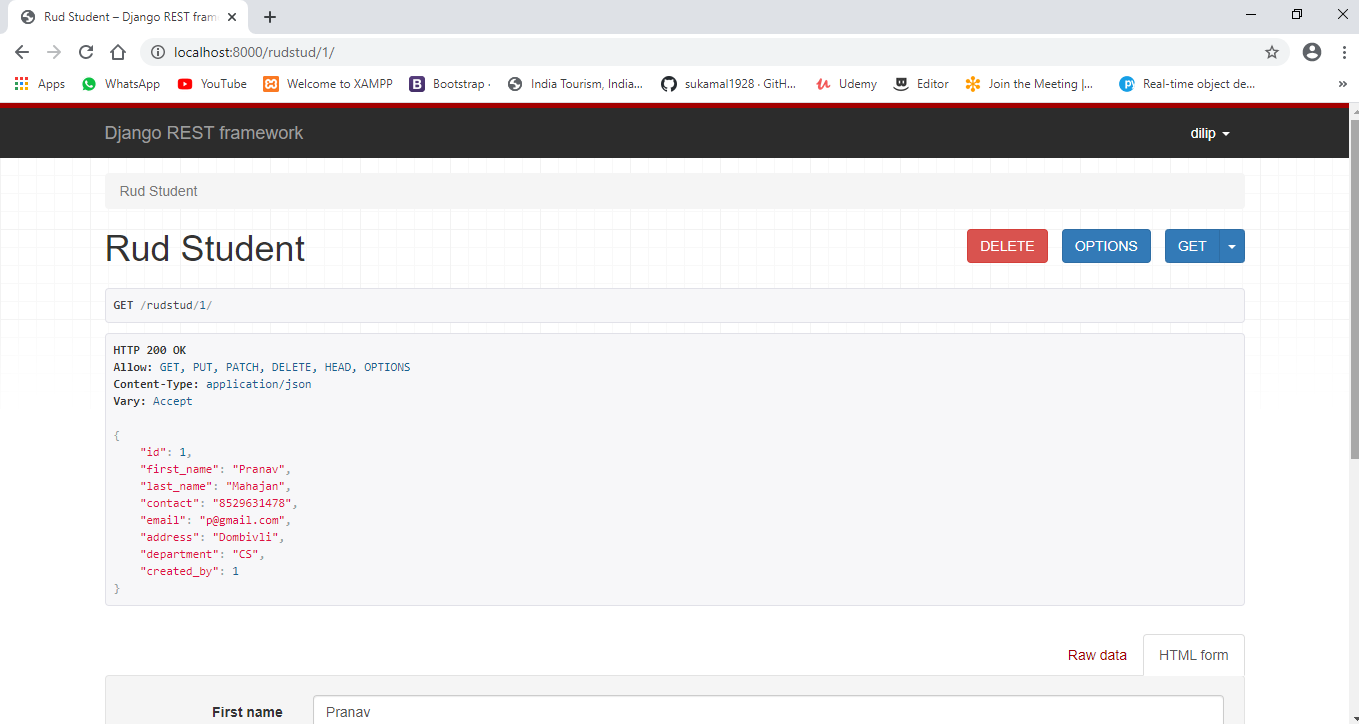 Rud Student – Django REST fram
localhost:8000/rudstud/1/
Apps WhatsApp YouTube Welcome to XAMPP B Bootstrap · India Tourism, India... sukamal1928 · GitH... Udemy Editor Join the Meeting |... Real-time object de... »
Django REST framework dilip
Rud Student
Rud Student DELETE OPTIONS GET
GET /rudstud/1/
HTTP 200 OK
Allow: GET, PUT, PATCH, DELETE, HEAD, OPTIONS
Content-Type: application/json
Vary: Accept
{
"id": 1,
"first_name": "Pranav",
"last_name": "Mahajan",
"contact": "8529631478",
"email": "p@gmail.com",
"address": "Dombivli",
"department": "CS",
"created_by": 1
}
Raw data HTML form
First name Pranav